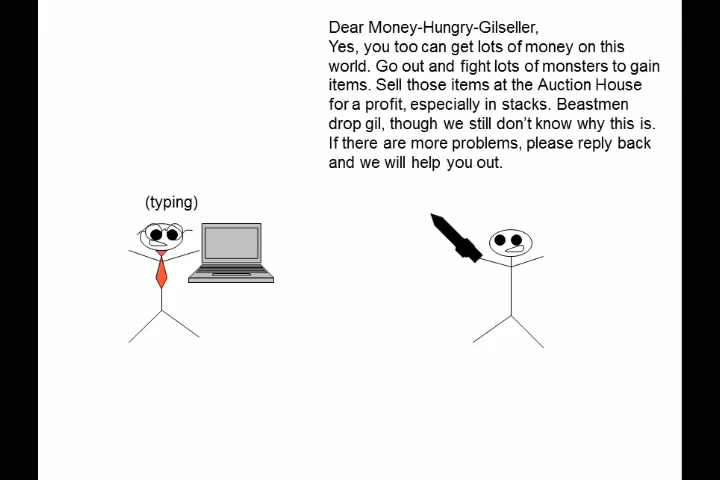 Dear Money-Hungry-Gilseller,
Yes, you too can get lots of money on this
world. Go out and fight lots of monsters to gain
items. Sell those items at the Auction House
for a profit, especially in stacks. Beastmen
drop gil, though we still don't know why this is.
If there are more problems, please reply back
and we will help you out.
(typing)